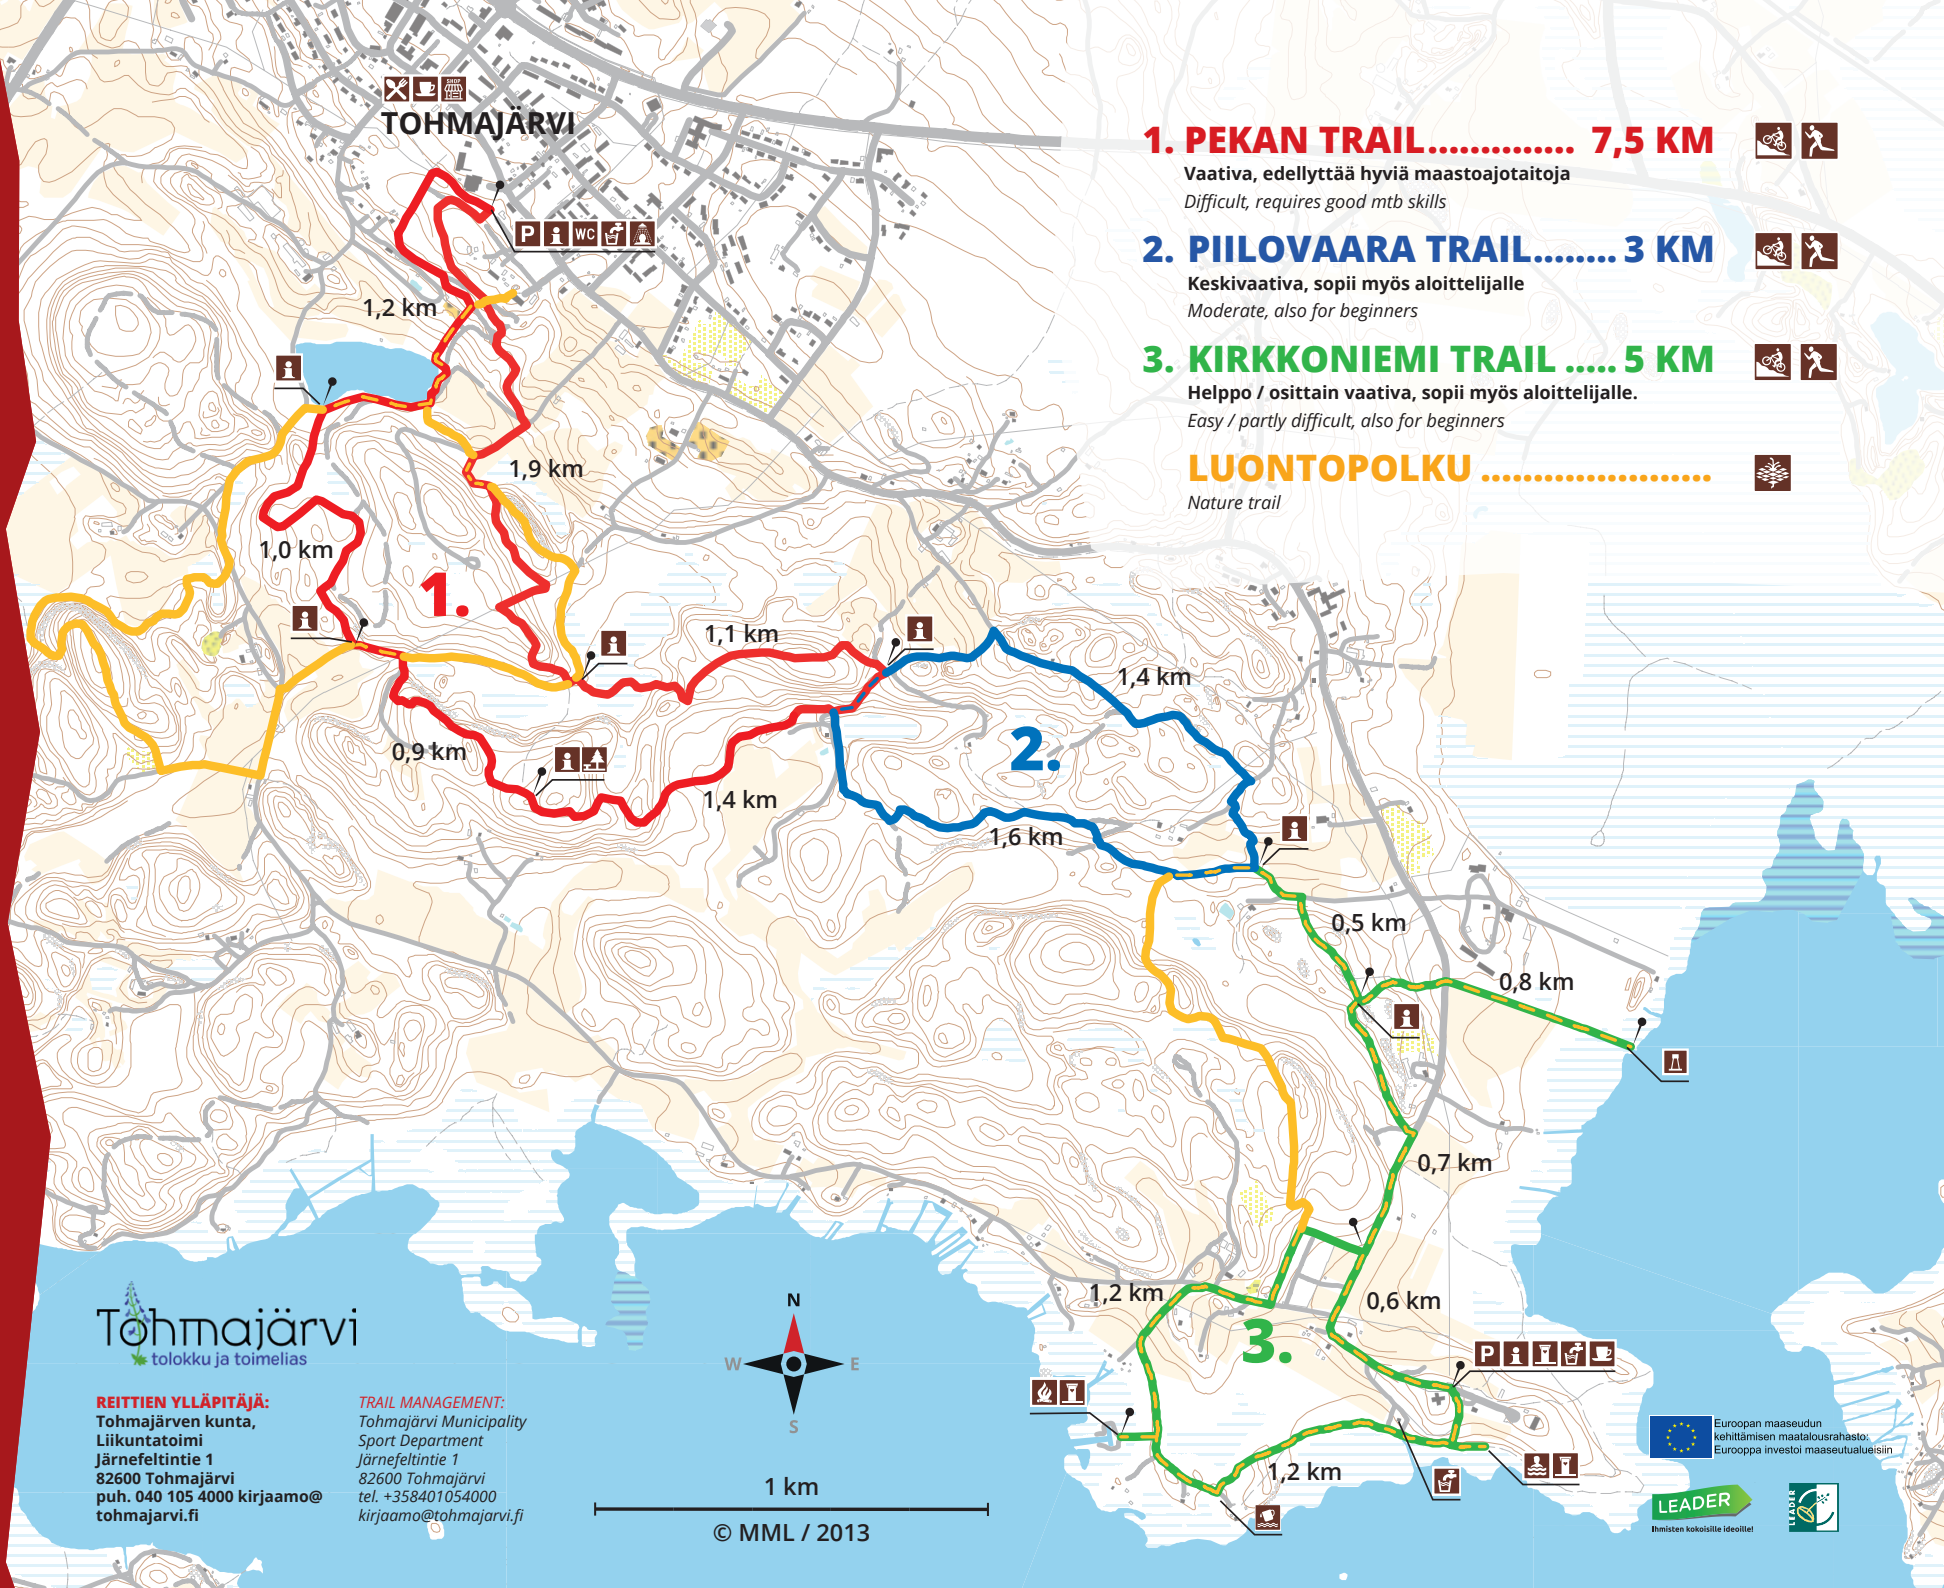 SHOP
TOHMAJÄRVI
P
WC
1. PEKAN TRAIL.............. 7,5 KM
Vaativa, edellyttää hyviä maastoajotaitoja
Difficult, requires good mtb skills
2. PIILOVAARA TRAIL........ 3 KM
Keskivaativa, sopii myös aloittelijalle
Moderate, also for beginners
3. KIRKKONIEMI TRAIL ..... 5 KM
Helppo / osittain vaativa, sopii myös aloittelijalle.
Easy / partly difficult, also for beginners
LUONTOPOLKU ......................
Nature trail
1,2 km
1,9 km
1,0 km
1.
1,1 km
0,9 km
1,4 km
1,4 km
2.
1,6 km
0,5 km
0,8 km
0,7 km
1,2 km
0,6 km
3.
P
1,2 km
Tohmajärvi
tolokku ja toimelias
REITTIEN YLLÄPITÄJÄ:
Tohmajärven kunta,
Liikuntatoimi
Järnefeltintie 1
82600 Tohmajärvi
puh. 040 105 4000 kirjaamo@
tohmajarvi.fi
TRAIL MANAGEMENT:
Tohmajärvi Municipality
Sport Department
Järnefeltintie 1
82600 Tohmajärvi
tel. +358401054000
kirjaamo@tohmajarvi.fi
N
W
E
S
1 km
© MML / 2013
Euroopan maaseudun
kehittämisen maatalousrahasto:
Eurooppa investoi maaseutualueisiin
LEADER
Ihmisten kokoisille ideoille!
LEADER